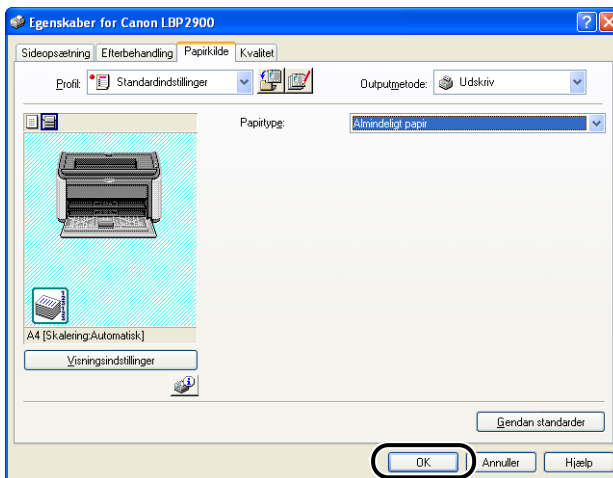 Egenskaber for Canon LBP2900
Sideopsætning Efterbehandling Papirkilde Kvalitet
Profil: Standardindstillinger Outputmetode: Udskriv
Papirtype: Almindeligt papir
A4 [Skalering:Automatisk]
Visningsindstillinger
Gendan standarder
OK Annuller Hjælp